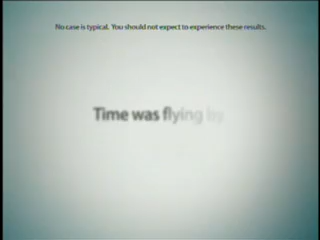 No case is typical. You should not expect to experience these results.
Time was flying by